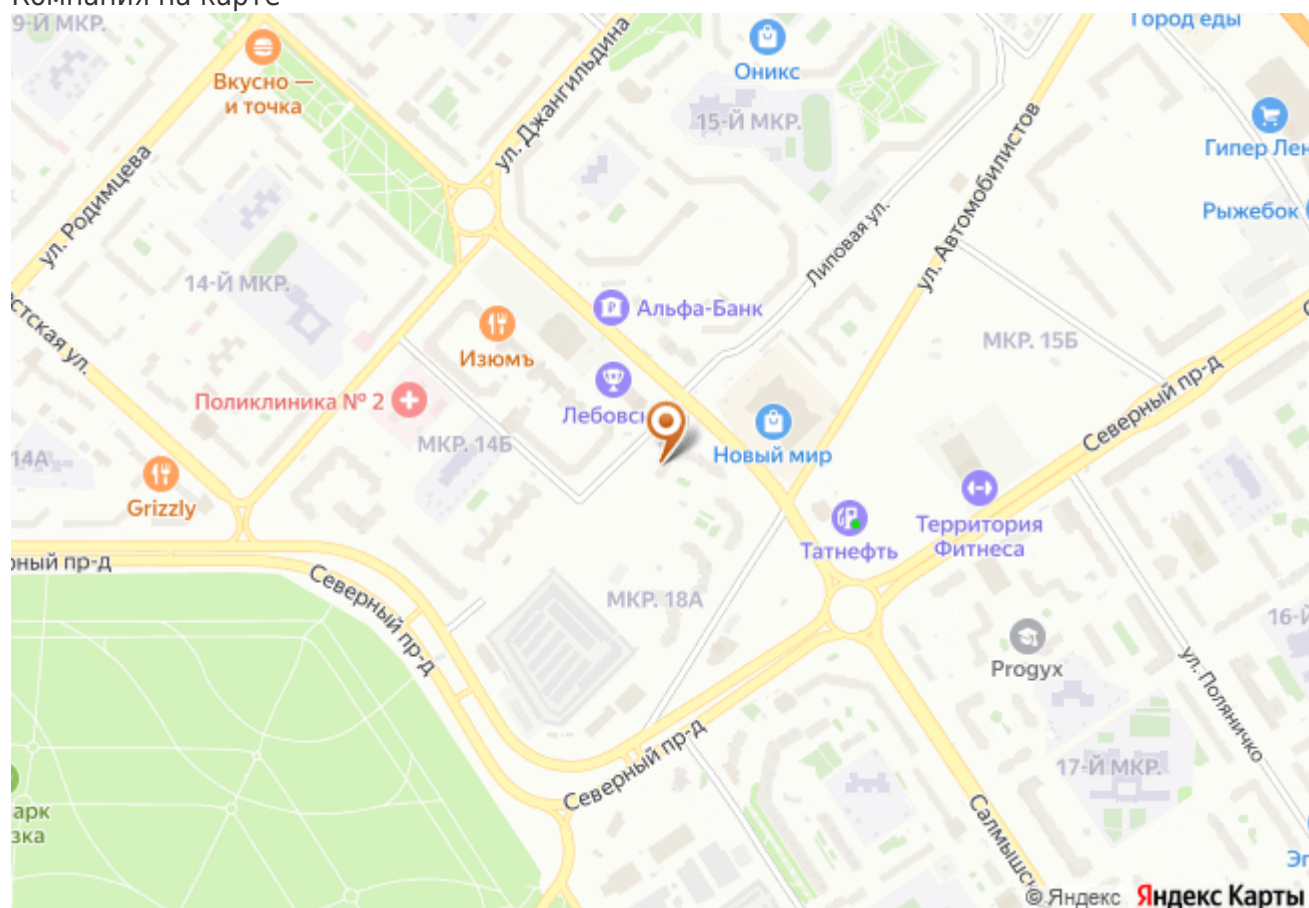 Компания на карте
9-Й МКР.
Город еды
Вкусно —
и точка
Оникс
ул. Джангильдина
15-Й МКР.
Гипер Лен
Рыжебок
ул. Родимцева
ул. Автомобилистов
Липовая ул.
14-Й МКР.
стская ул.
Изюмъ
Альфа-Банк
МКР. 15Б
Северный пр-д
Поликлиника № 2
Лебовск
МКР. 14Б
Новый мир
14А
Grizzly
Территория
Фитнеса
Татнефть
ный пр-д
Северный пр-д
МКР. 18А
16-Й
Progyx
ул. Поляничко
Северный пр-д
17-Й МКР.
арк
зка
Салмышск
Эг
© Яндекс Яндекс Карты